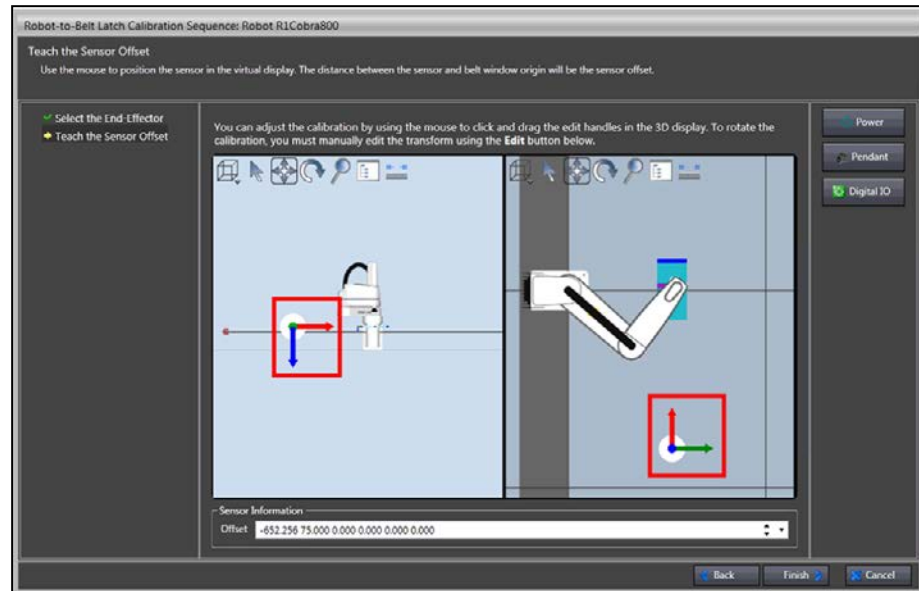 Robot-to-Belt Latch Calibration Sequence: Robot R1Cobra800
Teach the Sensor Offset
Use the mouse to position the sensor in the virtual display. The distance between the sensor and belt window origin will be the sensor offset.
Select the End-Effector
Teach the Sensor Offset
You can adjust the calibration by using the mouse to click and drag the edit handles in the 3D display. To rotate the
calibration, you must manually edit the transform using the Edit button below.
Power
Pendant
Digital IO
Sensor Information
Offset -652.256 75.000 0.000 0.000 0.000 0.000
Back Finish Cancel